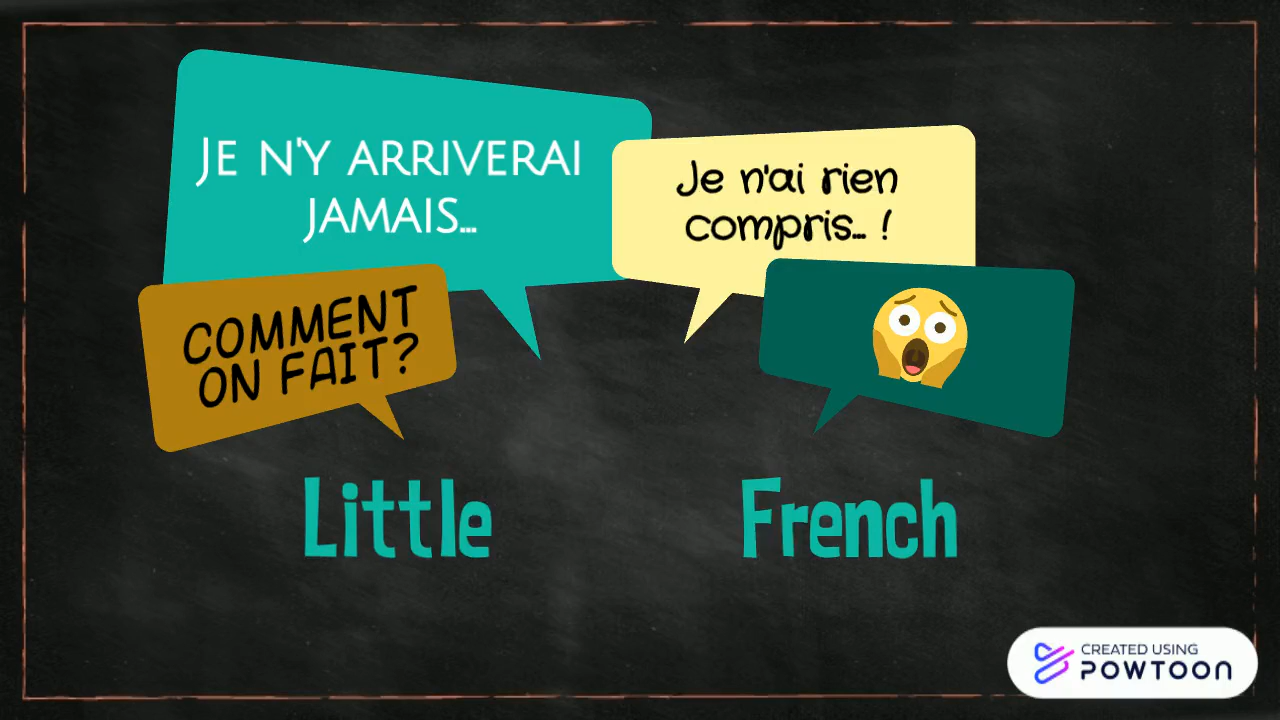 JE N'Y ARRIVERAI
JAMAIS...
Je n'ai rien
compris... !
COMMENT
ON FAIT?
Little
French
CREATED USING
POWTOON